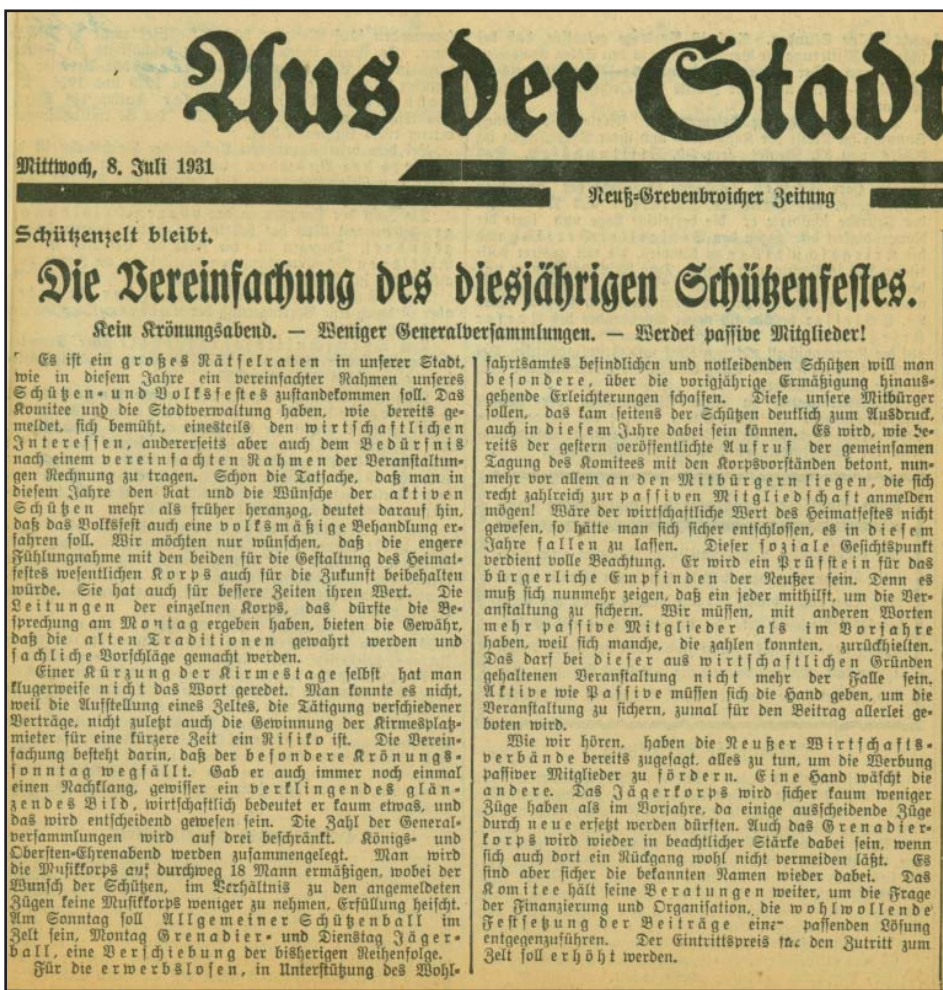 Aus der Stadt
Mittwoch, 8. Juli 1931
Neuß-Grevenbroicher Zeitung
Schützenzelt bleibt.
Die Vereinfachung des diesjährigen Schützenfestes.
Kein Krönungsabend. — Weniger Generalversammlungen. — Werdet passive Mitglieder!
Es ist ein großes Rätselraten in unserer Stadt,
wie in diesem Jahre ein vereinfachter Rahmen unseres
Schützen- und Volksfestes zustandekommen soll. Das
Komitee und die Stadtverwaltung haben, wie bereits ge-
meldet, sich bemüht, einesteils den wirtschaftlichen
Interessen, andererseits aber auch dem Bedürfnis
nach einem vereinfachten Rahmen der Veranstaltun-
gen Rechnung zu tragen. Schon die Tatsache, daß man in
diesem Jahre den Rat und die Wünsche der aktiven
Schützen mehr als früher heranzog, deutet darauf hin,
daß das Volksfest auch eine volksmäßige Behandlung er-
fahren soll. Wir möchten nur wünschen, daß die engere
Fühlungnahme mit den beiden für die Gestaltung des Heimat-
festes wesentlichen Korps auch für die Zukunft beibehalten
würde. Sie hat auch für bessere Zeiten ihren Wert. Die
Leitungen der einzelnen Korps, das dürfte die Be-
sprechung am Montag ergeben haben, bieten die Gewähr,
daß die alten Traditionen gewahrt werden und
sachliche Vorschläge gemacht werden.
Einer Kürzung der Kirmestage selbst hat man
klugerweise nicht das Wort geredet. Man konnte es nicht,
weil die Aufstellung eines Zeltes, die Tätigung verschiedener
Verträge, nicht zuletzt auch die Gewinnung der Kirmesplatz-
mieter für eine kürzere Zeit ein Risiko ist. Die Verein-
fachung besteht darin, daß der besondere Krönungs-
sonntag wegfällt. Gab er auch immer noch einmal
einen Nachklang, gewisser ein verklingendes glän-
zendes Bild, wirtschaftlich bedeutet er kaum etwas, und
das wird entscheidend gewesen sein. Die Zahl der General-
versammlungen wird auf drei beschränkt. Königs- und
Obersten-Ehrenabend werden zusammengelegt. Man wird
die Musikkorps auf durchweg 18 Mann ermäßigen, wobei der
Wunsch der Schützen, im Verhältnis zu den angemeldeten
Zügen keine Musikkorps weniger zu nehmen, Erfüllung heischt.
Am Sonntag soll Allgemeiner Schützenball im
Zelt sein, Montag Grenadier- und Dienstag Jäger-
ball, eine Verschiebung der bisherigen Reihenfolge.
Für die erwerbslosen, in Unterstützung des Wohl-
fahrtsamtes befindlichen und notleidenden Schützen will man
besondere, über die vorigjährige Ermäßigung hinaus-
gehende Erleichterungen schaffen. Diese unsere Mitbürger
sollen, das kam seitens der Schützen deutlich zum Ausdruck,
auch in diesem Jahre dabei sein können. Es wird, wie be-
reits der gestern veröffentlichte Aufruf der gemeinsamen
Tagung des Komitees mit den Korpsvorständen betont, nun-
mehr vor allem an den Mitbürgern liegen, die sich
recht zahlreich zur passiven Mitgliedschaft anmelden
mögen! Wäre der wirtschaftliche Wert des Heimatfestes nicht
gewesen, so hätte man sich sicher entschlossen, es in diesem
Jahre fallen zu lassen. Dieser soziale Gesichtspunkt
verdient volle Beachtung. Er wird ein Prüfstein für das
bürgerliche Empfinden der Neußer sein. Denn es
muß sich nunmehr zeigen, daß ein jeder mithilft, um die Ver-
anstaltung zu sichern. Wir müssen, mit anderen Worten
mehr passive Mitglieder als im Vorjahre
haben, weil sich manche, die zahlen konnten, zurückhielten.
Das darf bei dieser aus wirtschaftlichen Gründen
gehaltenen Veranstaltung nicht mehr der Falle sein.
Aktive wie Passive müssen sich die Hand geben, um die
Veranstaltung zu sichern, zumal für den Beitrag allerlei ge-
boten wird.
Wie wir hören, haben die Neußer Wirtschafts-
verbände bereits zugesagt, alles zu tun, um die Werbung
passiver Mitglieder zu fördern. Eine Hand wäscht die
andere. Das Jägerkorps wird sicher kaum weniger
Züge haben als im Vorjahre, da einige ausscheidende Züge
durch neue ersetzt werden dürften. Auch das Grenadier-
korps wird wieder in beachtlicher Stärke dabei sein, wenn
sich auch dort ein Rückgang wohl nicht vermeiden läßt. Es
sind aber sicher die bekannten Namen wieder dabei. Das
Komitee hält seine Beratungen weiter, um die Frage
der Finanzierung und Organisation, die wohlwollende
Festsetzung der Beiträge einer passenden Lösung
entgegenzuführen. Der Eintrittspreis für den Zutritt zum
Zelt soll erhöht werden.